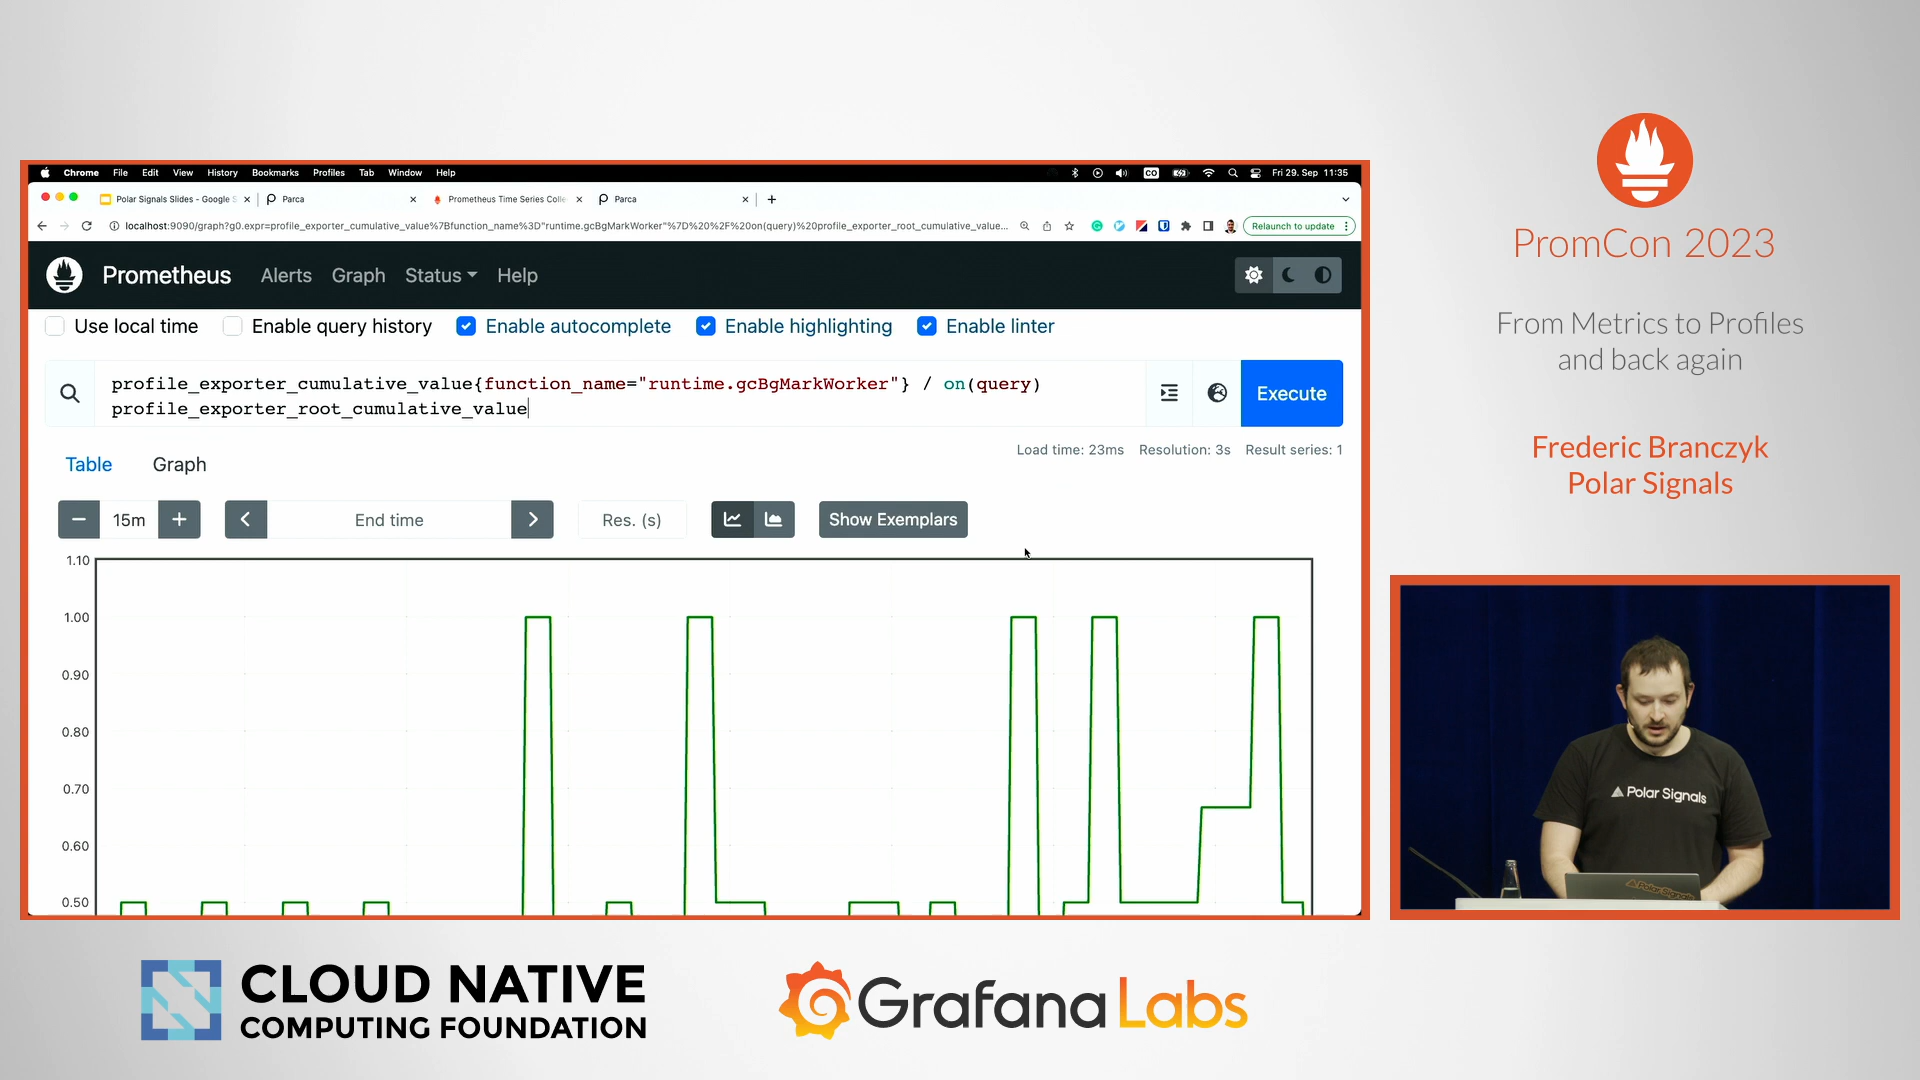 Chrome File Edit View History Bookmarks Profiles Tab Window Help
CO
Fri 29. Sep 11:35
Polar Signals Slides - Google S
Parca
Prometheus Time Series Colle
Parca
localhost:9090/graph?g0.expr=profile_exporter_cumulative_value%7Bfunction_name%3D"runtime.gcBgMarkWorker"%7D%20%2F%20on(query)%20profile_exporter_root_cumulative_value...
Relaunch to update
Prometheus Alerts Graph Status Help
Use local time Enable query history Enable autocomplete Enable highlighting Enable linter
profile_exporter_cumulative_value{function_name="runtime.gcBgMarkWorker"} / on(query)
profile_exporter_root_cumulative_value
Execute
Load time: 23ms Resolution: 3s Result series: 1
Table Graph
15m
End time
Res. (s)
Show Exemplars
1.10
1.00
0.90
0.80
0.70
0.60
0.50
PromCon 2023
From Metrics to Profiles
and back again
Frederic Branczyk
Polar Signals
Polar Signals
Polar Signals
CLOUD NATIVE
COMPUTING FOUNDATION
Grafana Labs